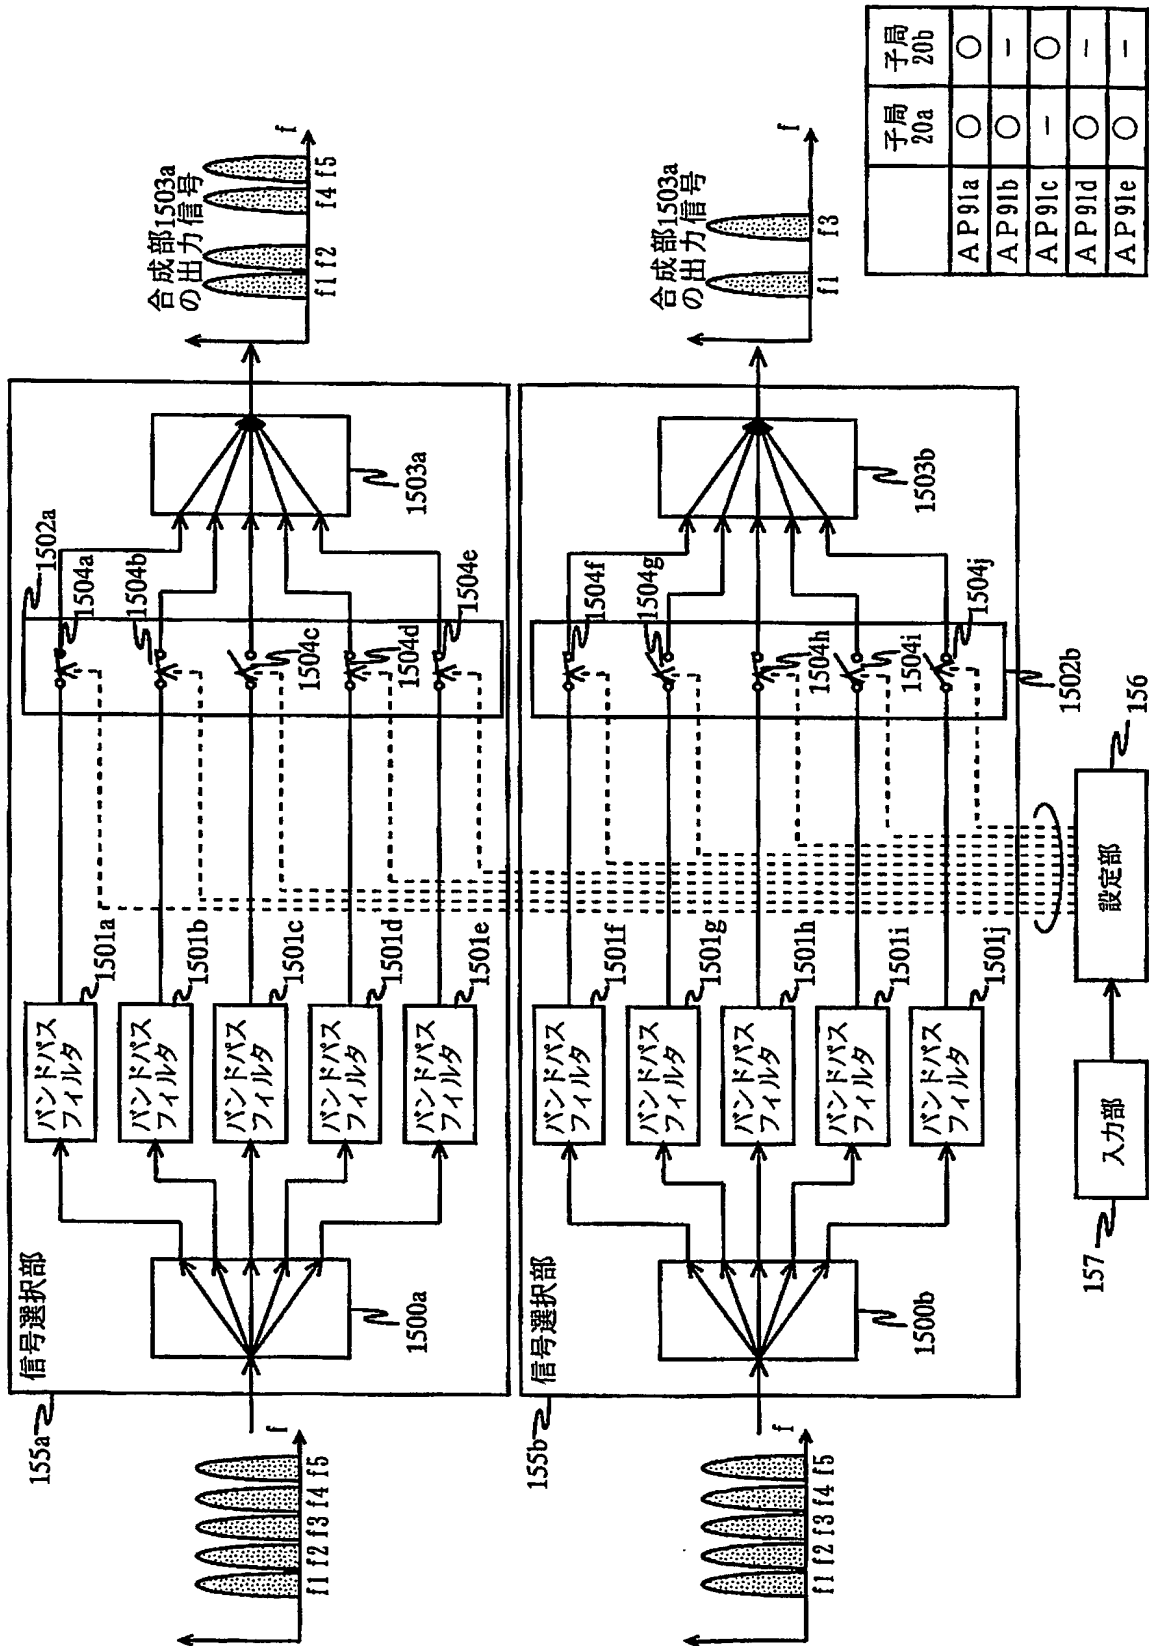 155a
信号選択部
f1 f2 f3 f4 f5
f
1500a
バンドパス
フィルタ
1501a
バンドパス
フィルタ
1501b
バンドパス
フィルタ
1501c
バンドパス
フィルタ
1501d
バンドパス
フィルタ
1501e
1502a
1504a
1504b
1504c
1504d
1504e
1503a
合成部1503a
の出力信号
f1 f2 f4 f5
f
155b
信号選択部
f1 f2 f3 f4 f5
f
1500b
バンドパス
フィルタ
1501f
バンドパス
フィルタ
1501g
バンドパス
フィルタ
1501h
バンドパス
フィルタ
1501i
バンドパス
フィルタ
1501j
1502b
1504f
1504g
1504h
1504i
1504j
1503b
合成部1503a
の出力信号
f1 f3
f
157
入力部
設定部
156
子局 子局
20a 20b
AP91a ○ ○
AP91b ○ −
AP91c − ○
AP91d ○ −
AP91e ○ −